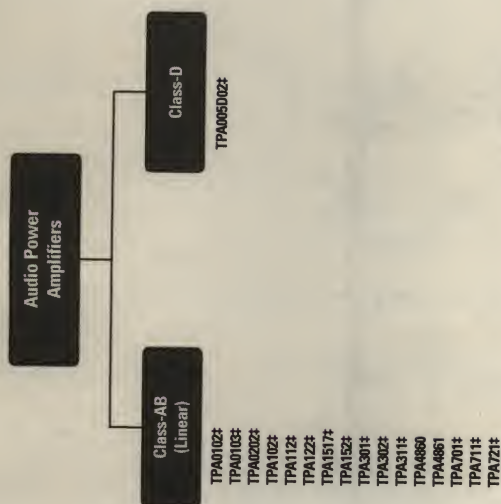 Audio Power
Amplifiers
Class-AB
(Linear)
TPA0102‡
TPA0103‡
TPA0202‡
TPA102‡
TPA112‡
TPA122‡
TPA1517‡
TPA152‡
TPA301‡
TPA302‡
TPA311‡
TPA4860
TPA4861
TPA701‡
TPA711‡
TPA721‡
Class-D
TPA005D02‡